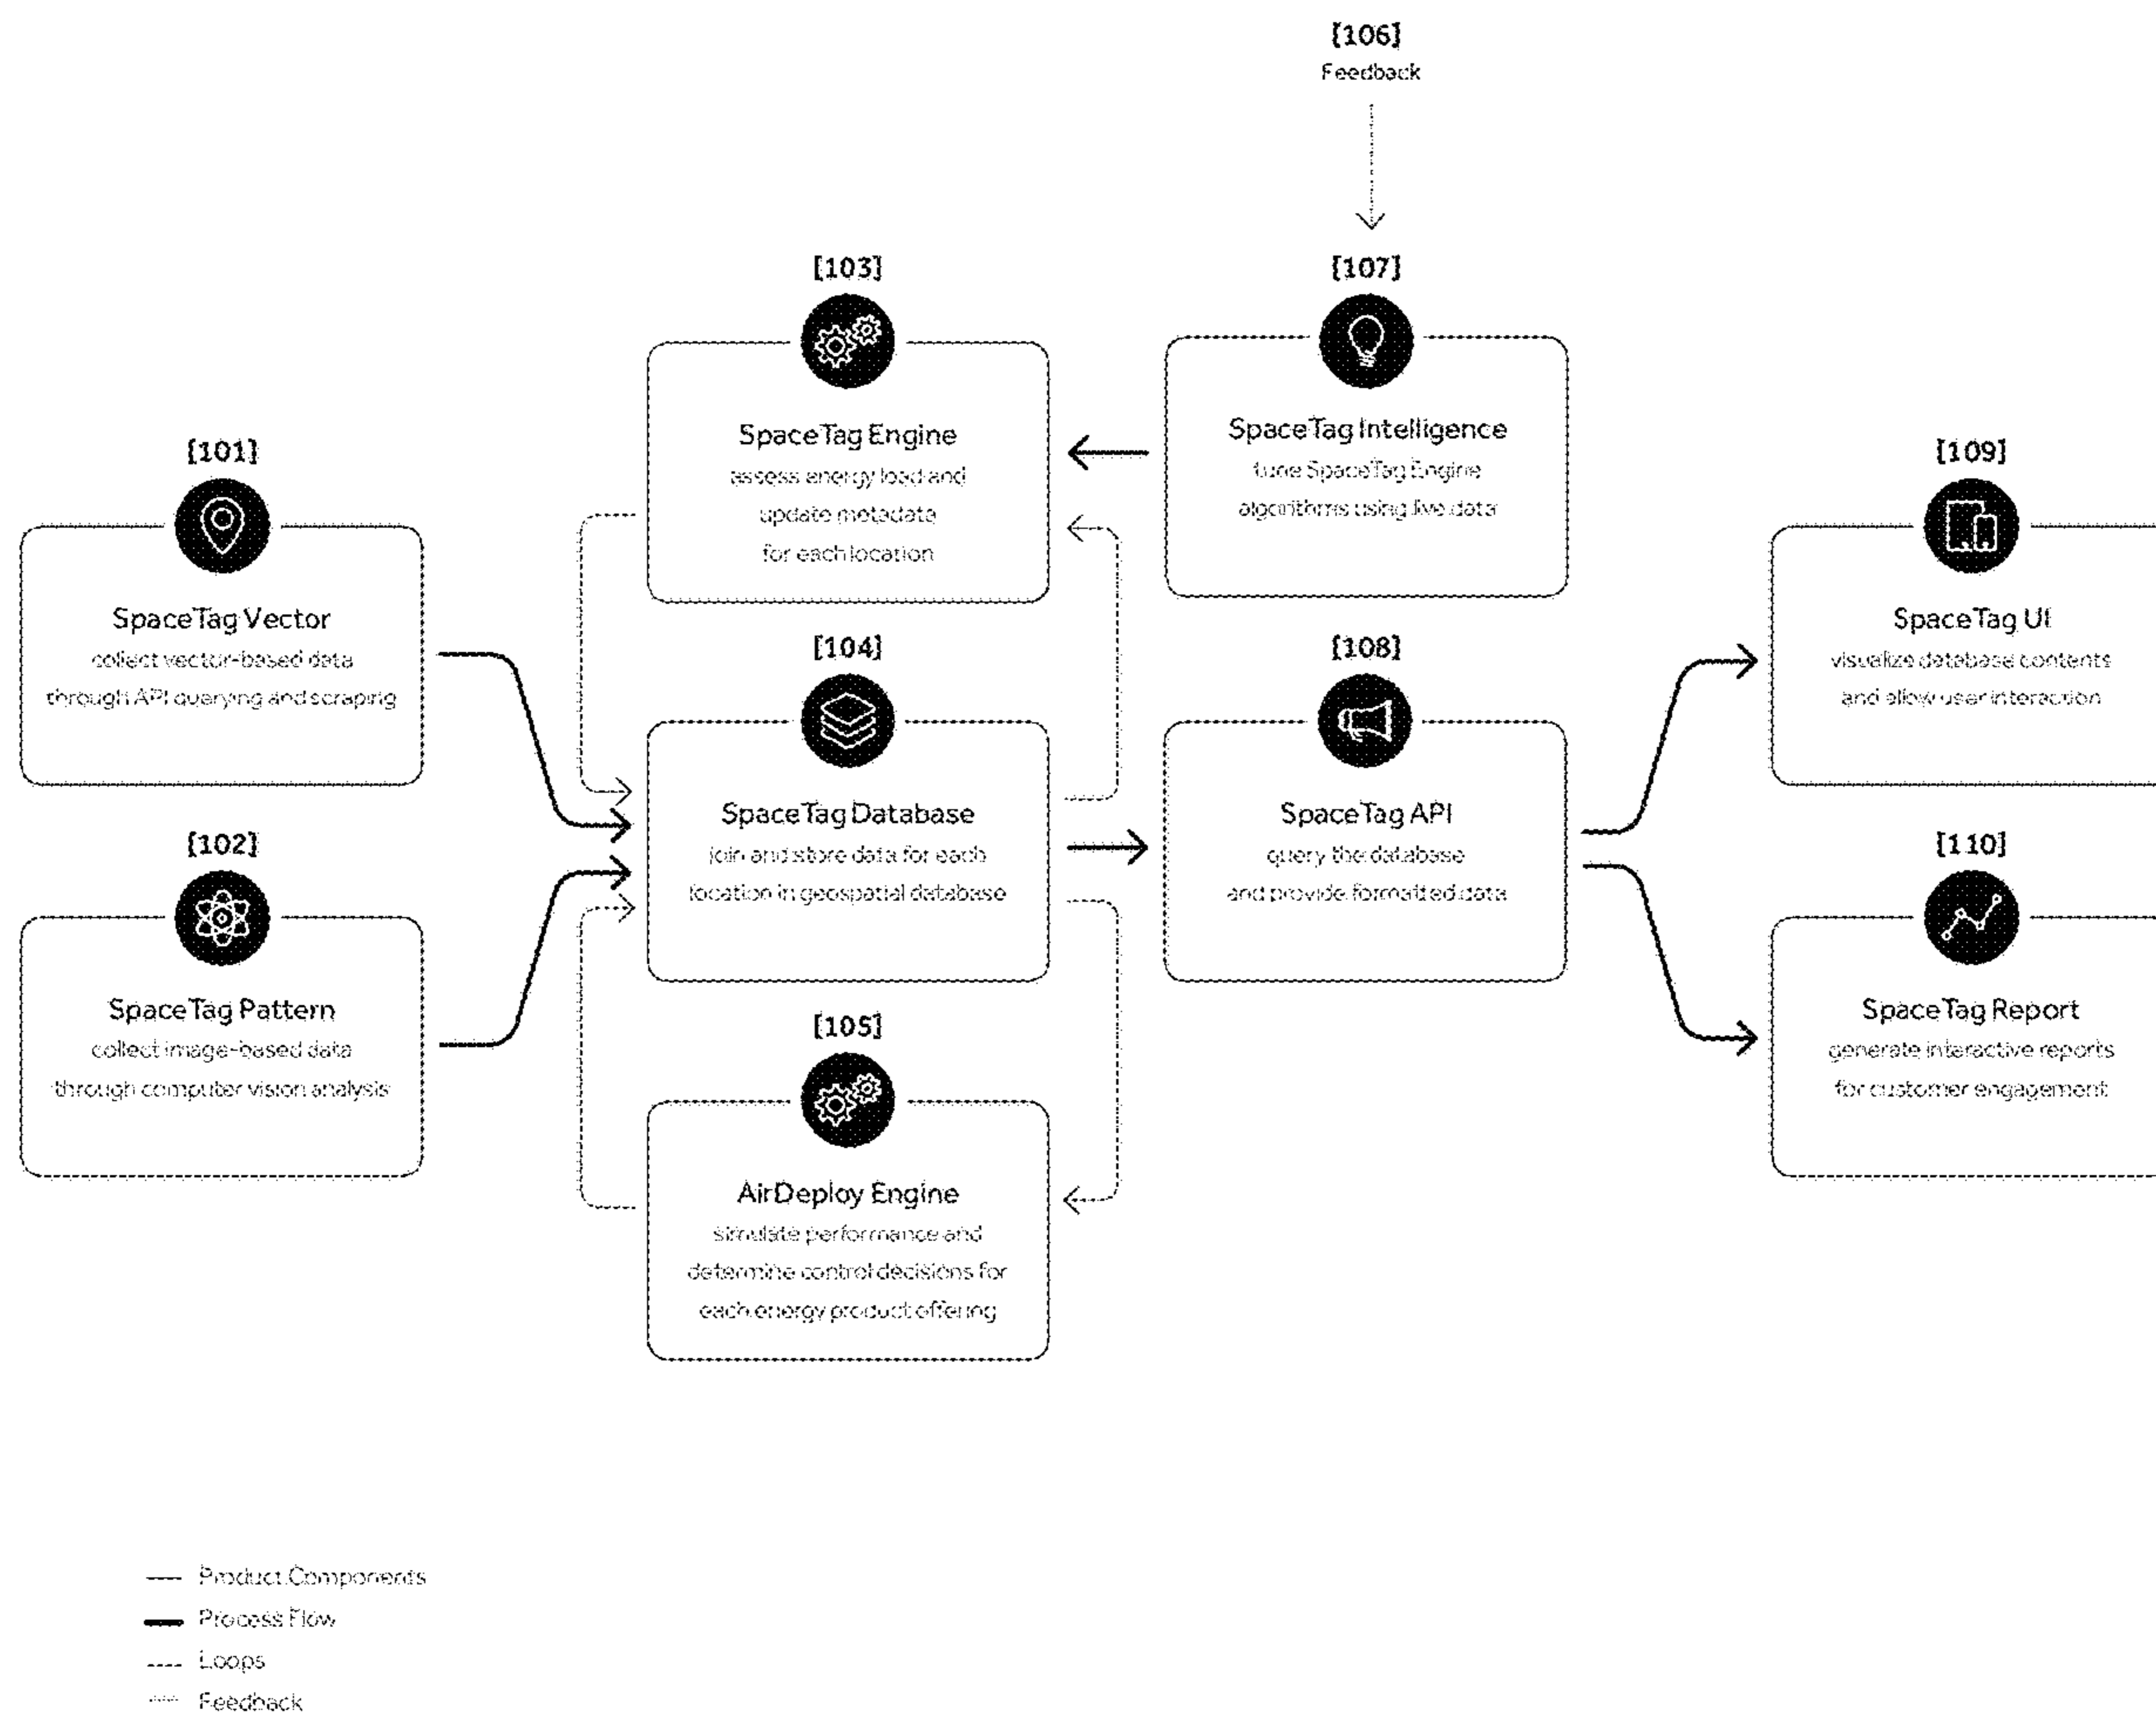 [106]
Feedback
[103]
SpaceTag Engine
assess energy load and
update metadata
for each location
[107]
SpaceTag Intelligence
tune SpaceTag Engine
algorithms using live data
[101]
SpaceTag Vector
collect vector-based data
through API querying and scraping
[104]
SpaceTag Database
join and store data for each
location in geospatial database
[108]
SpaceTag API
query the database
and provide formatted data
[109]
SpaceTag UI
visualize database contents
and allow user interaction
[102]
SpaceTag Pattern
collect image-based data
through computer vision analysis
[105]
AirDeploy Engine
simulate performance and
determine control decisions for
each energy product offering
[110]
SpaceTag Report
generate interactive reports
for customer engagement
Product Components
Process Flow
Loops
Feedback